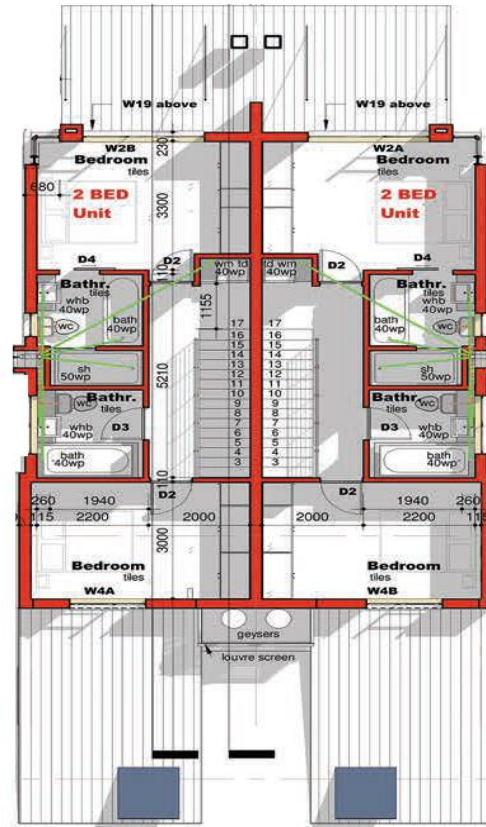 W19 above W19 above
W2B W2A
230
Bedroom Bedroom
tiles tiles
680
2 BED 2 BED
Unit Unit
3300
D4 D2 D2 D4
wm td td wm
40wp 40wp
110
Bathr. Bathr.
tiles tiles
whb whb
40wp 40wp
1155
WC WC
bath bath
40wp 40wp
17 17
16 16
15 15
14 14
13 13
12 12
11 11
10 10
9 9
8 8
7 7
6 6
5 5
4 4
3 3
sh sh
50wp 50wp
5210
Bathr. Bathr.
tiles tiles
WC WC
whb whb
40wp 40wp
D3 D3
bath bath
40wp 40wp
110
D2 D2
260 1940 1940 260
115 2200 2000 2000 2200
3000
Bedroom Bedroom
tiles tiles
W4A W4B
geysers
louvre screen